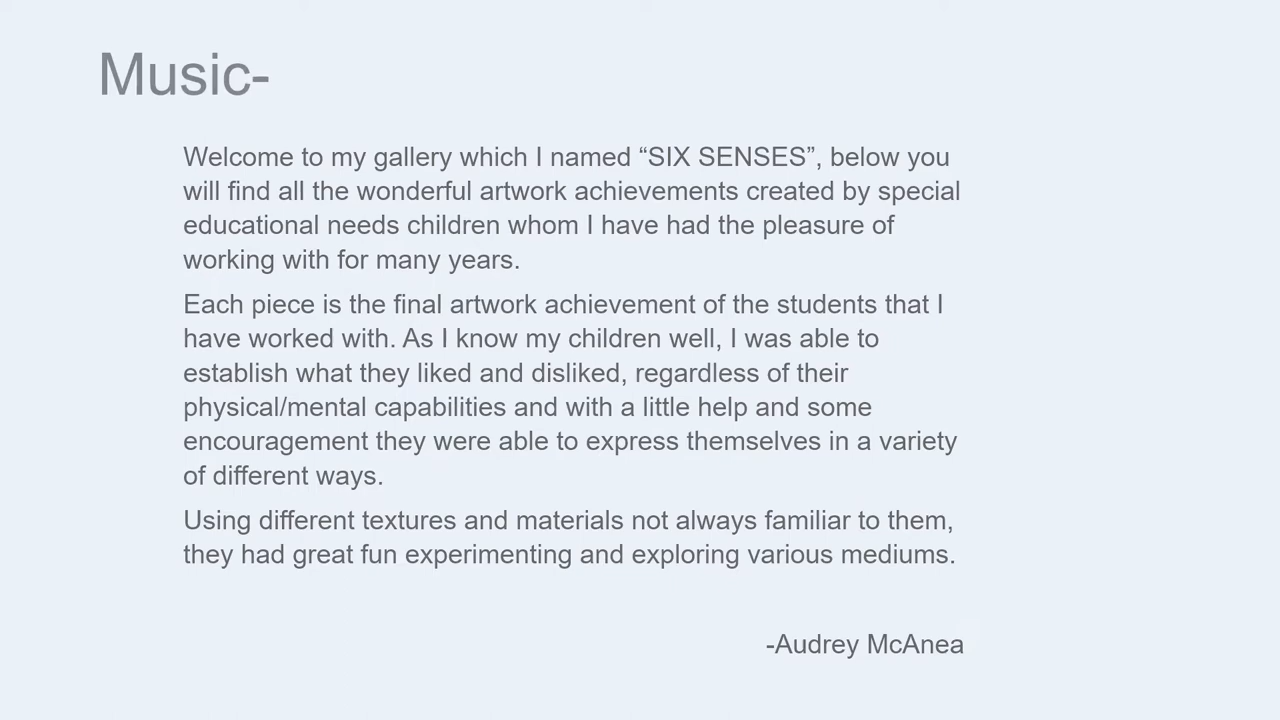 Music-
Welcome to my gallery which I named “SIX SENSES”, below you
will find all the wonderful artwork achievements created by special
educational needs children whom I have had the pleasure of
working with for many years.
Each piece is the final artwork achievement of the students that I
have worked with. As I know my children well, I was able to
establish what they liked and disliked, regardless of their
physical/mental capabilities and with a little help and some
encouragement they were able to express themselves in a variety
of different ways.
Using different textures and materials not always familiar to them,
they had great fun experimenting and exploring various mediums.
-Audrey McAnea